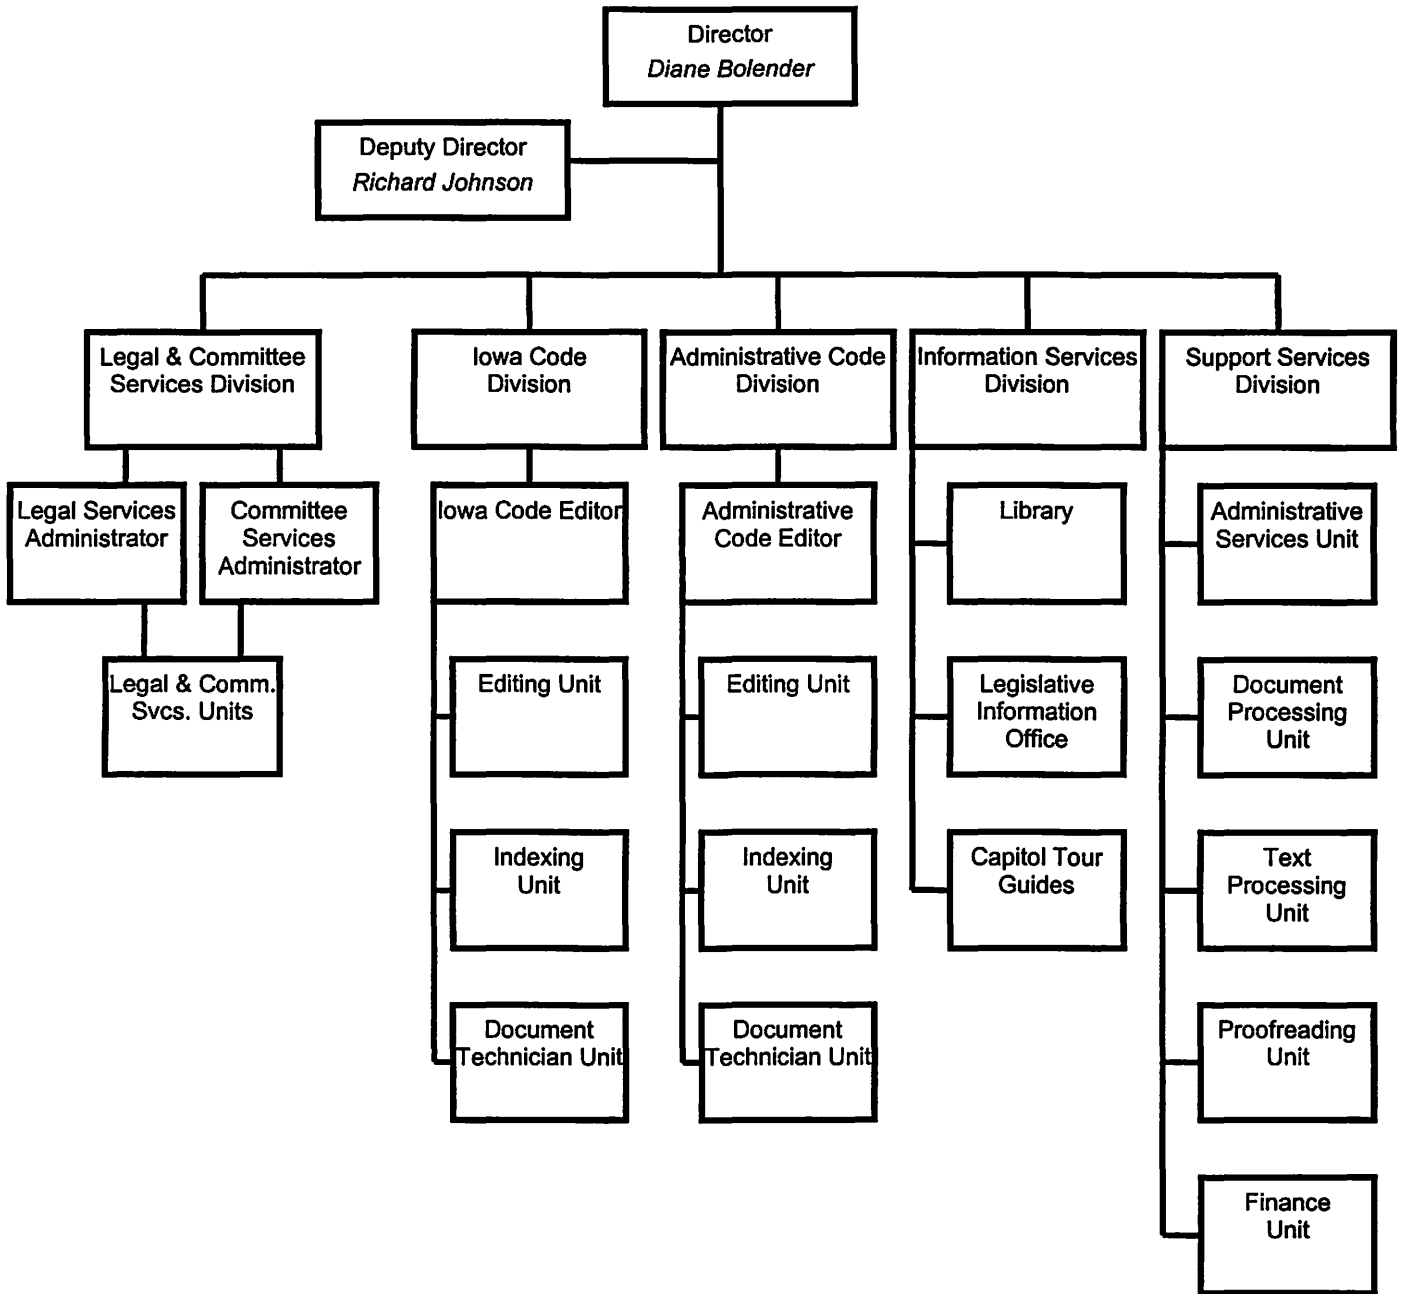 Director
Diane Bolender
Deputy Director
Richard Johnson
Legal & Committee
Services Division
Iowa Code
Division
Administrative Code
Division
Information Services
Division
Support Services
Division
Legal Services
Administrator
Committee
Services
Administrator
Iowa Code Editor
Administrative
Code Editor
Library
Administrative
Services Unit
Legal & Comm.
Svcs. Units
Editing Unit
Editing Unit
Legislative
Information
Office
Document
Processing
Unit
Indexing
Unit
Indexing
Unit
Capitol Tour
Guides
Text
Processing
Unit
Document
Technician Unit
Document
Technician Unit
Proofreading
Unit
Finance
Unit